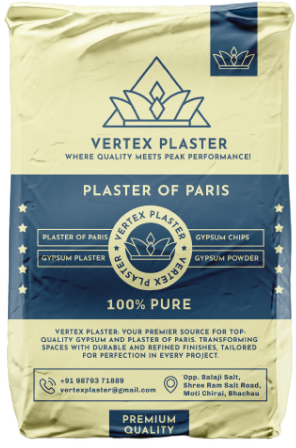 VERTEX PLASTER
WHERE QUALITY MEETS PEAK PERFORMANCE!
PLASTER OF PARIS
VERTEX PLASTER
PLASTER OF PARIS
GYPSUM CHIPS
GYPSUM PLASTER
GYPSUM POWDER
VERTEX PLASTER
100% PURE
VERTEX PLASTER: YOUR PREMIER SOURCE FOR TOP-
QUALITY GYPSUM AND PLASTER OF PARIS. TRANSFORMING
SPACES WITH DURABLE AND REFINED FINISHES, TAILORED
FOR PERFECTION IN EVERY PROJECT.
+91 98793 71889
vertexplaster@gmail.com
Opp. Balaji Salt,
Shree Ram Salt Road,
Moti Chirai, Bhachau
PREMIUM
QUALITY